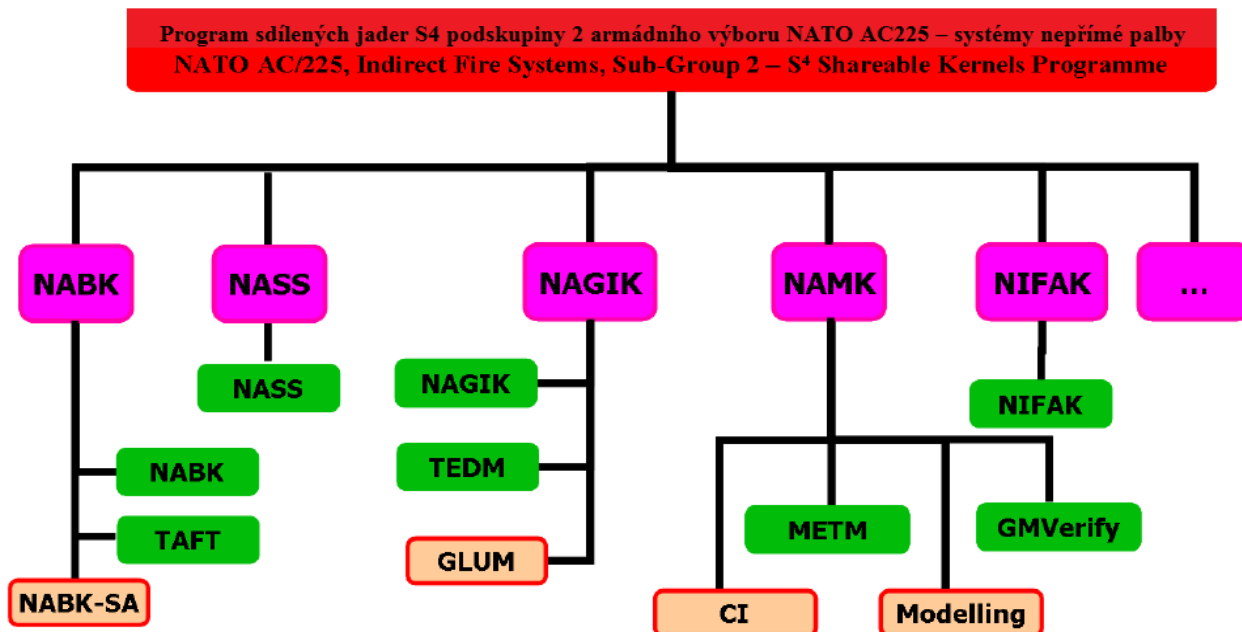 Program sdílených jader S4 podskupiny 2 armádního výboru NATO AC225 – systémy nepřímé palby
NATO AC/225, Indirect Fire Systems, Sub-Group 2 – S⁴ Shareable Kernels Programme
NABK
NASS
NAGIK
NAMK
NIFAK
...
NASS
NAGIK
NIFAK
NABK
TEDM
TAFT
METM
GMVerify
GLUM
NABK-SA
CI
Modelling